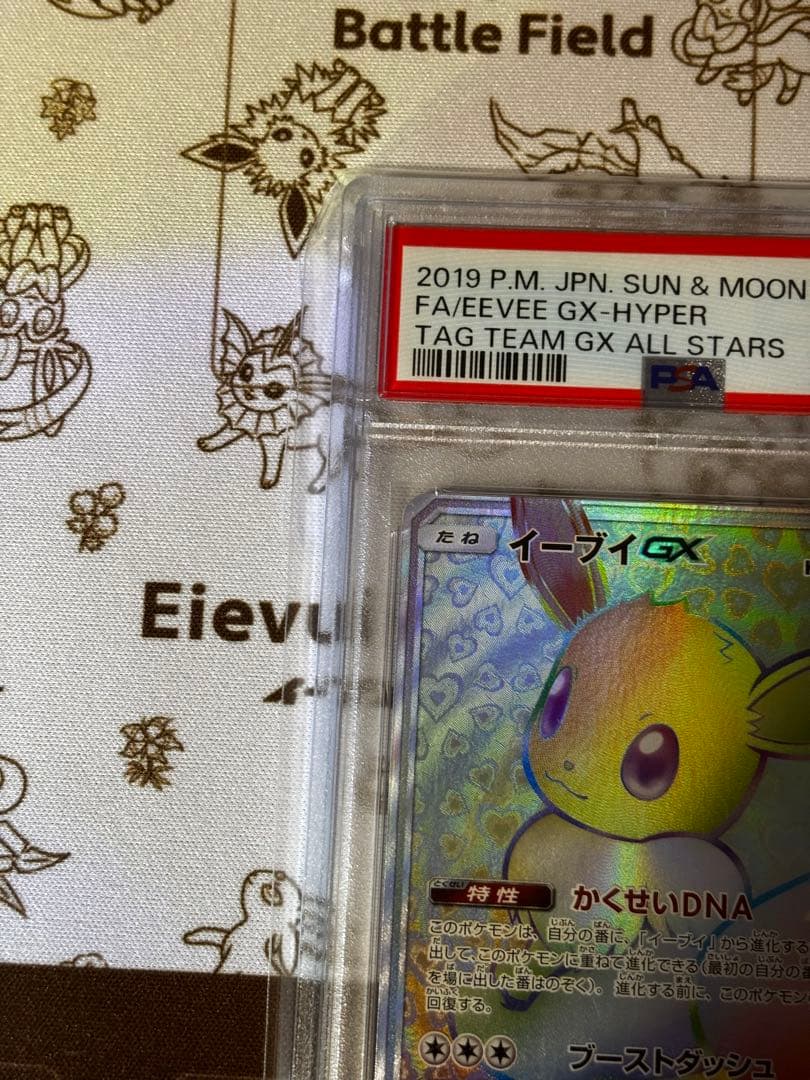 Battle Field
2019 P.M. JPN. SUN & MOON
FA/EEVEE GX-HYPER
TAG TEAM GX ALL STARS
PSA
たね イーブイGX
Eievu
とくせい
特性 かくせいDNA
このポケモンは、自分の番に、「イーブイ」から進化する
出して、このポケモンに重ねて進化できる(最初の自分の番
を場に出した番はのぞく)。進化する前に、このポケモン
回復する。
ブーストダッシュ